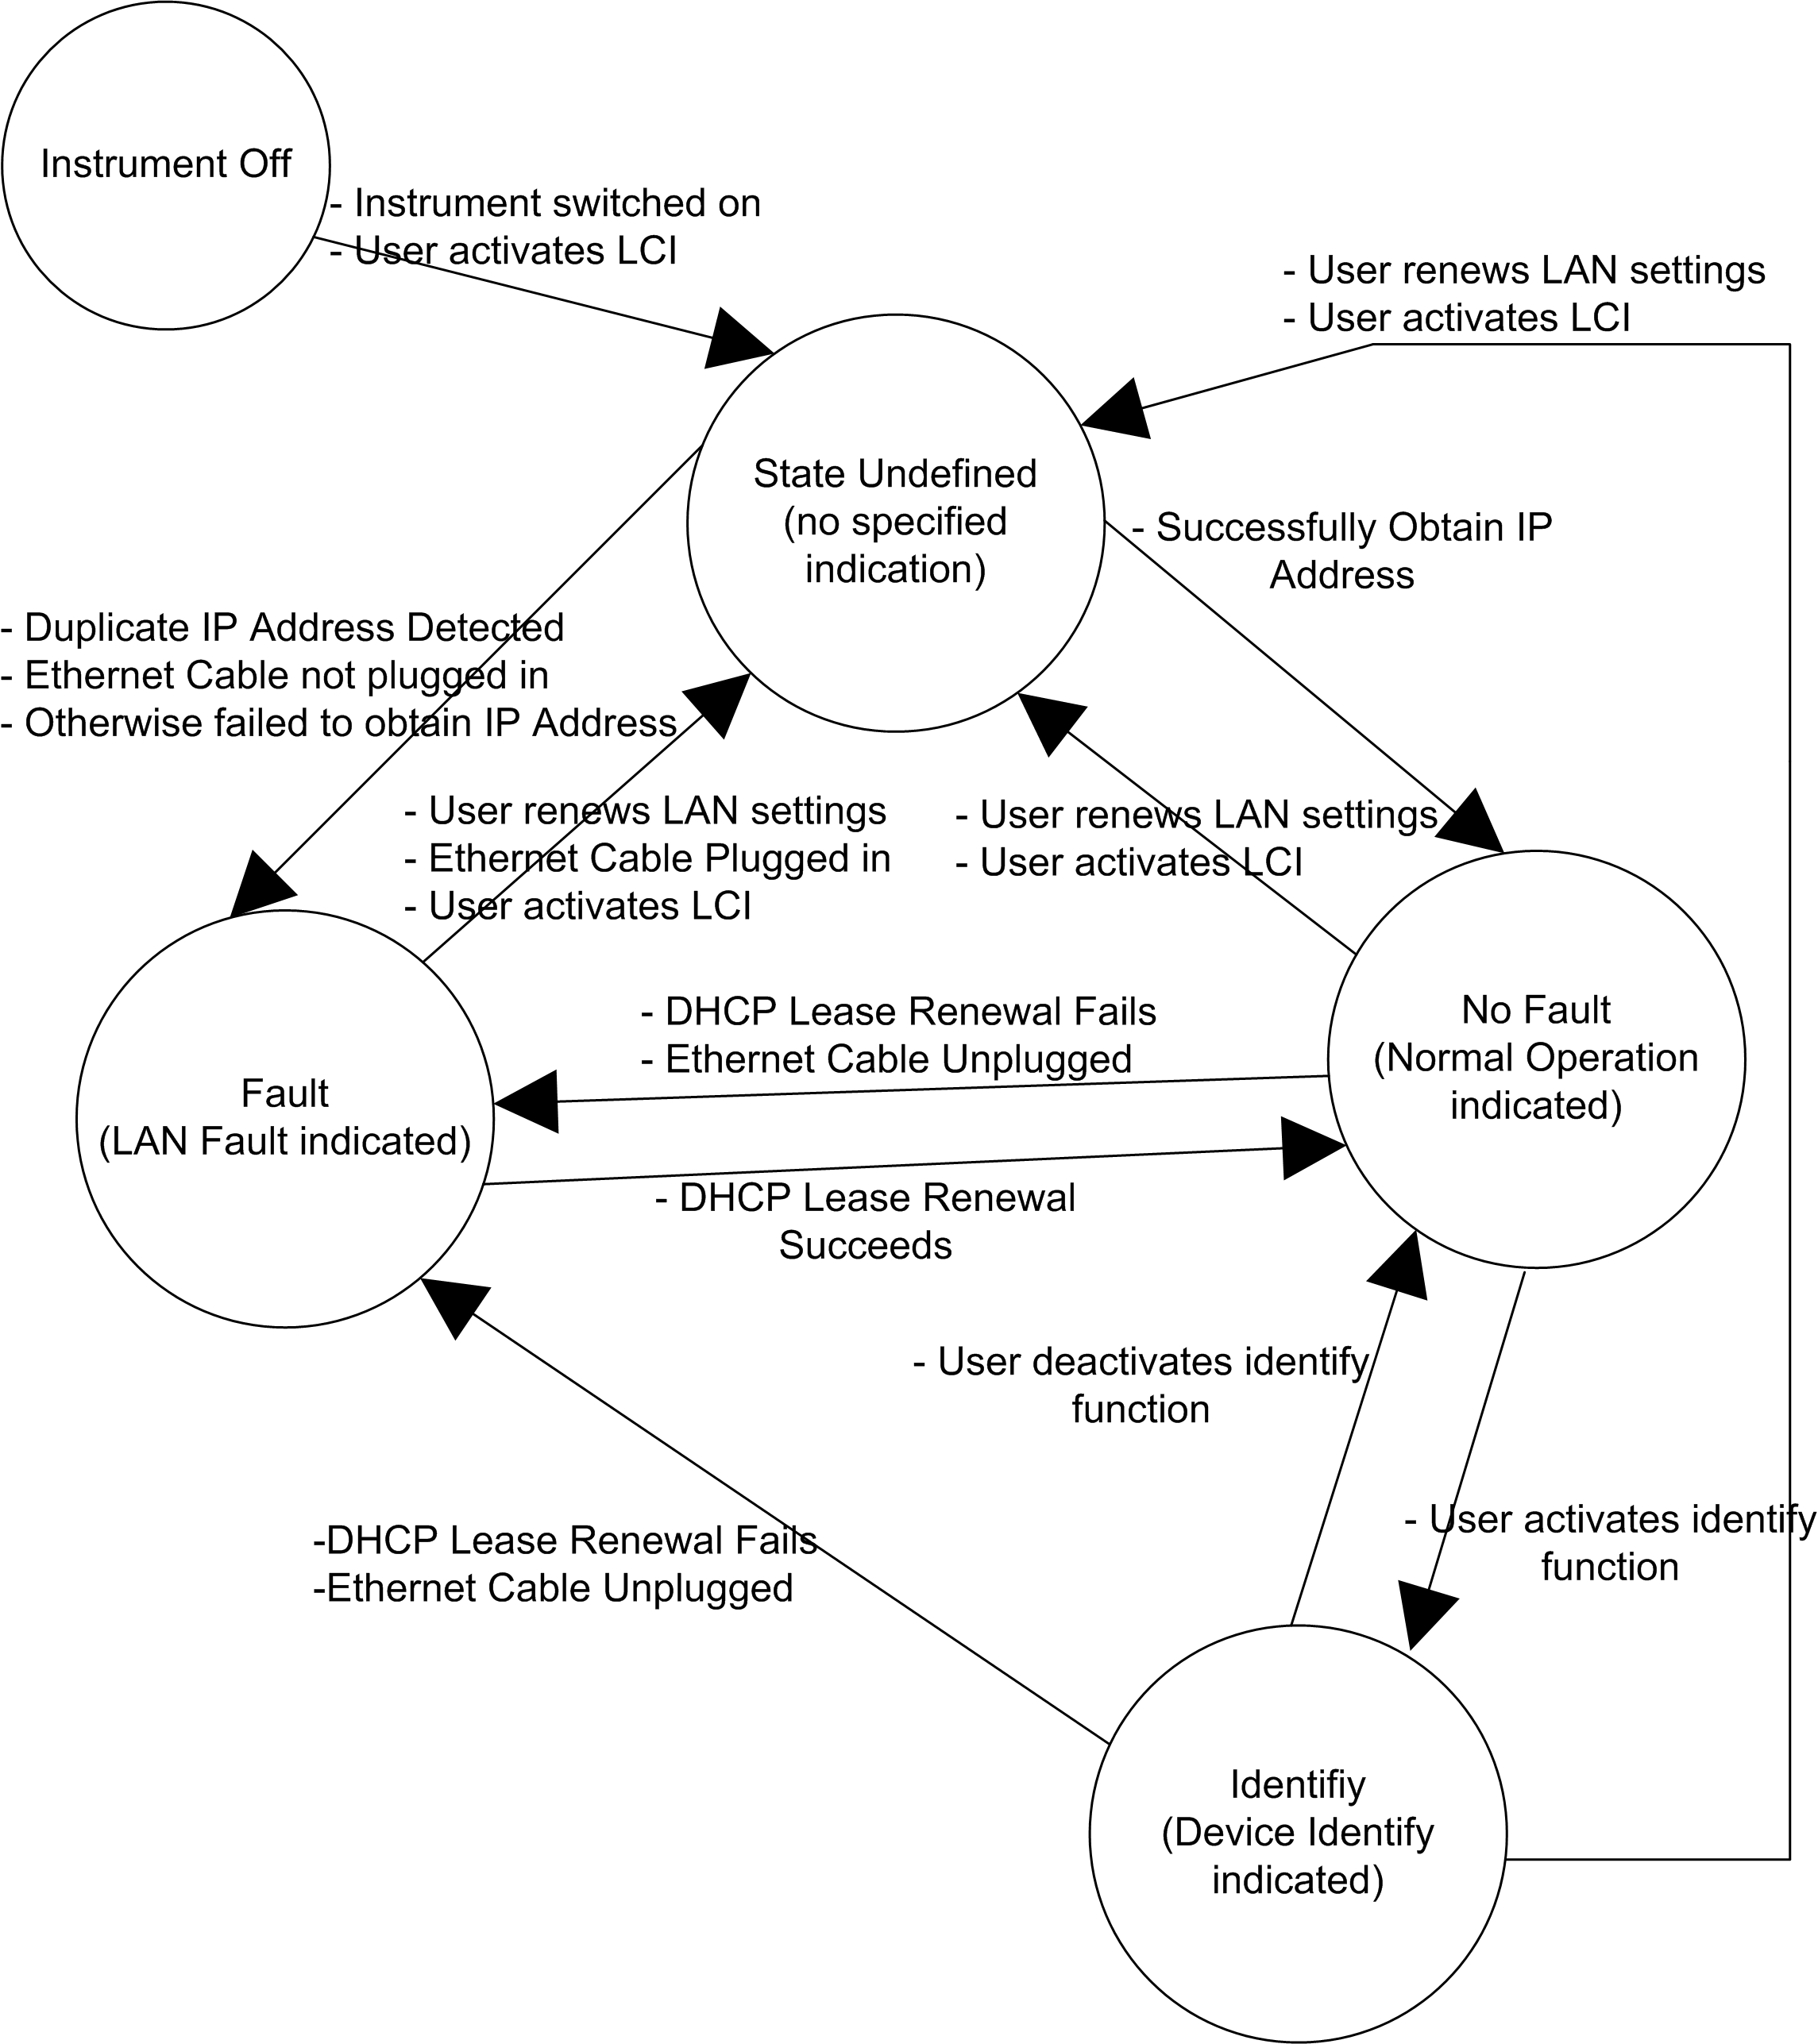 Instrument Off
- Instrument switched on
- User activates LCI
- User renews LAN settings
- User activates LCI
State Undefined
(no specified
indication)
- Successfully Obtain IP
Address
- Duplicate IP Address Detected
- Ethernet Cable not plugged in
- Otherwise failed to obtain IP Address
- User renews LAN settings
- Ethernet Cable Plugged in
- User activates LCI
- User renews LAN settings
- User activates LCI
- DHCP Lease Renewal Fails
- Ethernet Cable Unplugged
No Fault
(Normal Operation
indicated)
Fault
(LAN Fault indicated)
- DHCP Lease Renewal
Succeeds
- User deactivates identify
function
- User activates identify
function
-DHCP Lease Renewal Fails
-Ethernet Cable Unplugged
Identifiy
(Device Identify
indicated)